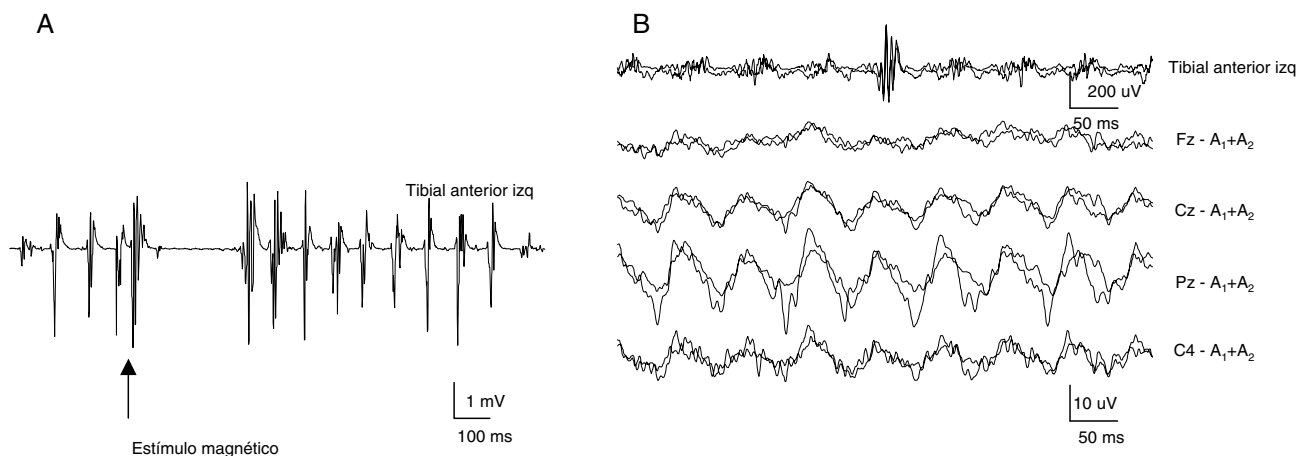 A
Tibial anterior izq
1 mV
100 ms
Estímulo magnético
B
Tibial anterior izq
200 uV
50 ms
Fz - A₁+A₂
Cz - A₁+A₂
Pz - A₁+A₂
C4 - A₁+A₂
10 uV
50 ms